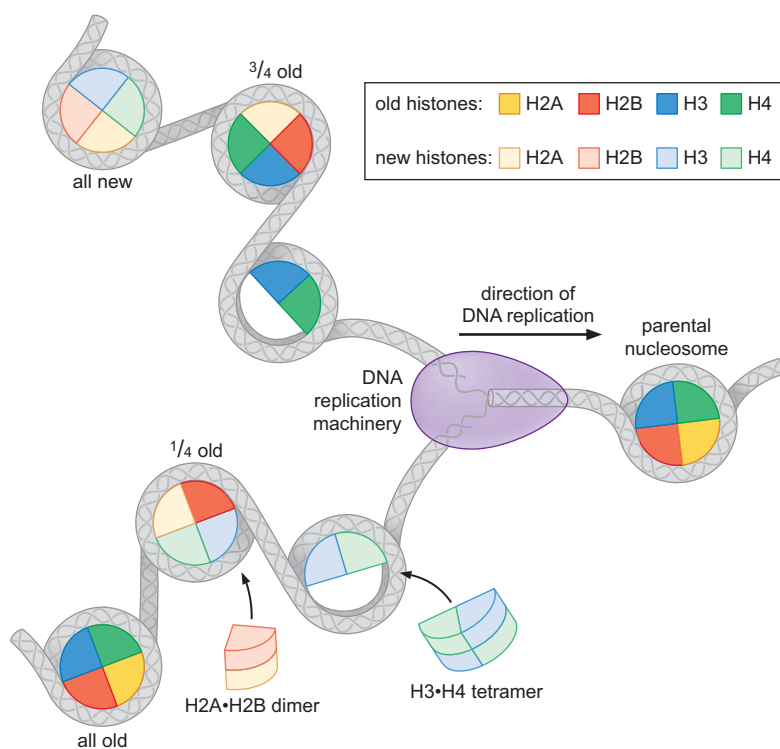 3/4 old
all new
old histones: H2A H2B H3 H4
new histones: H2A H2B H3 H4
direction of
DNA replication
parental
nucleosome
DNA
replication
machinery
1/4 old
H2A•H2B dimer
H3•H4 tetramer
all old